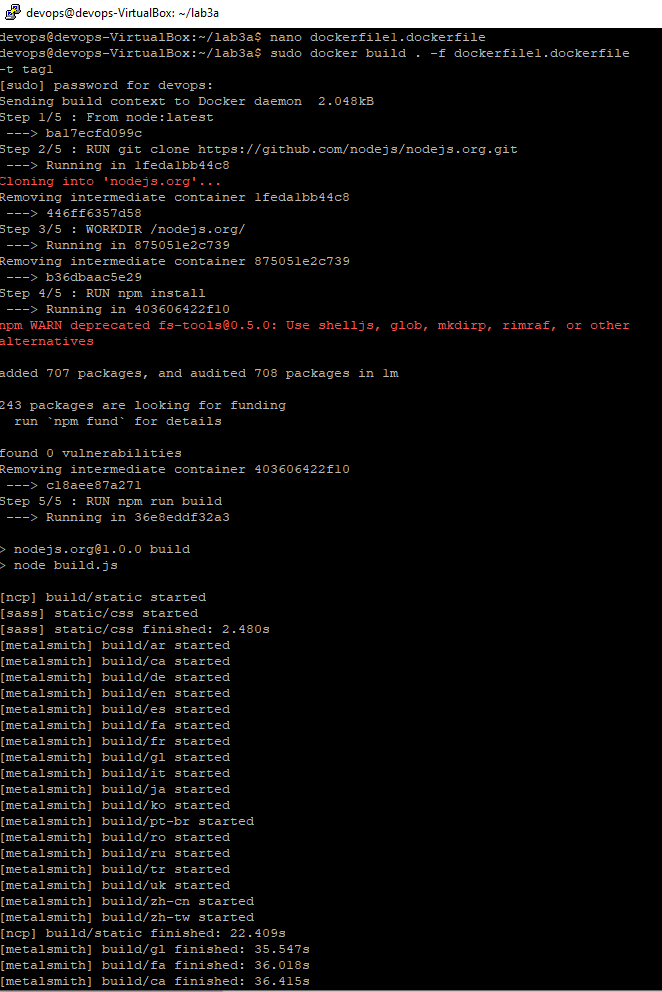 devops@devops-VirtualBox: ~/lab3a
devops@devops-VirtualBox:~/lab3a$ nano dockerfile1.dockerfile
devops@devops-VirtualBox:~/lab3a$ sudo docker build . -f dockerfile1.dockerfile
-t tag1
[sudo] password for devops:
Sending build context to Docker daemon  2.048kB
Step 1/5 : From node:latest
 ---> ba17ecfd099c
Step 2/5 : RUN git clone https://github.com/nodejs/nodejs.org.git
 ---> Running in 1feda1bb44c8
Cloning into 'nodejs.org'...
Removing intermediate container 1feda1bb44c8
 ---> 446ff6357d58
Step 3/5 : WORKDIR /nodejs.org/
 ---> Running in 875051e2c739
Removing intermediate container 875051e2c739
 ---> b36dbaac5e29
Step 4/5 : RUN npm install
 ---> Running in 403606422f10
npm WARN deprecated fs-tools@0.5.0: Use shelljs, glob, mkdirp, rimraf, or other
alternatives
added 707 packages, and audited 708 packages in 1m
243 packages are looking for funding
  run `npm fund` for details
found 0 vulnerabilities
Removing intermediate container 403606422f10
 ---> c18aee87a271
Step 5/5 : RUN npm run build
 ---> Running in 36e8eddf32a3
> nodejs.org@1.0.0 build
> node build.js
[ncp] build/static started
[sass] static/css started
[sass] static/css finished: 2.480s
[metalsmith] build/ar started
[metalsmith] build/ca started
[metalsmith] build/de started
[metalsmith] build/en started
[metalsmith] build/es started
[metalsmith] build/fa started
[metalsmith] build/fr started
[metalsmith] build/gl started
[metalsmith] build/it started
[metalsmith] build/ja started
[metalsmith] build/ko started
[metalsmith] build/pt-br started
[metalsmith] build/ro started
[metalsmith] build/ru started
[metalsmith] build/tr started
[metalsmith] build/uk started
[metalsmith] build/zh-cn started
[metalsmith] build/zh-tw started
[ncp] build/static finished: 22.409s
[metalsmith] build/gl finished: 35.547s
[metalsmith] build/fa finished: 36.018s
[metalsmith] build/ca finished: 36.415s